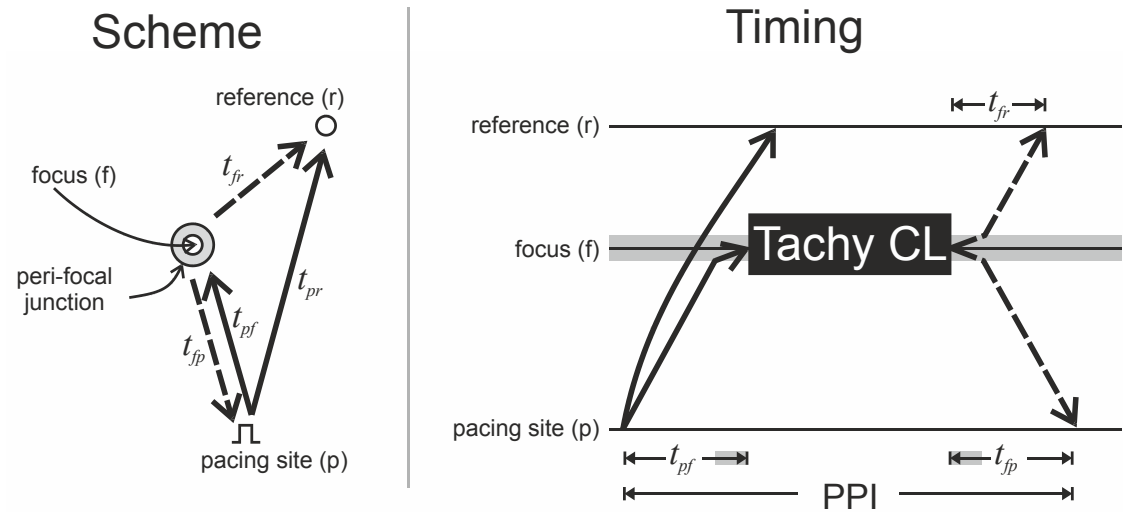 Scheme
reference (r)
t_fr
focus (f)
peri-focal
junction
t_pr
t_pf
t_fp
pacing site (p)
Timing
t_fr
reference (r)
focus (f)
Tachy CL
pacing site (p)
t_pf
t_fp
PPI